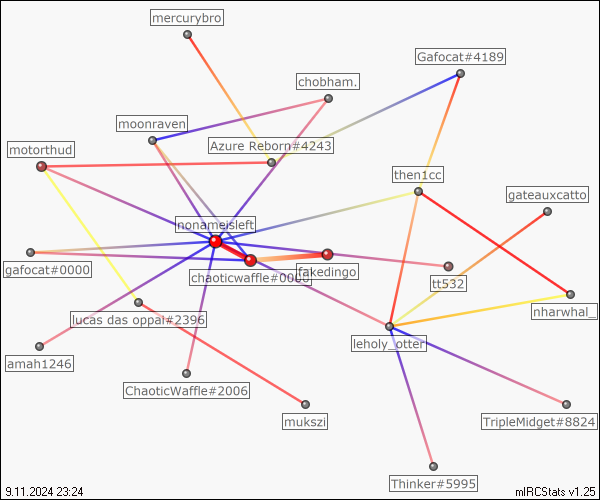 mercurybro
Gafocat#4189
chobham.
moonraven
Azure Reborn#4243
motorthud
then1cc
gateauxcatto
nonameisleft
gafocat#0000
chaoticwaffle#0000
fakedingo
tt532
nharwhal_
lucas das oppai#2396
leholy_otter
amah1246
ChaoticWaffle#2006
mukszi
TripleMidget#8824
Thinker#5995
9.11.2024 23:24
mIRCStats v1.25